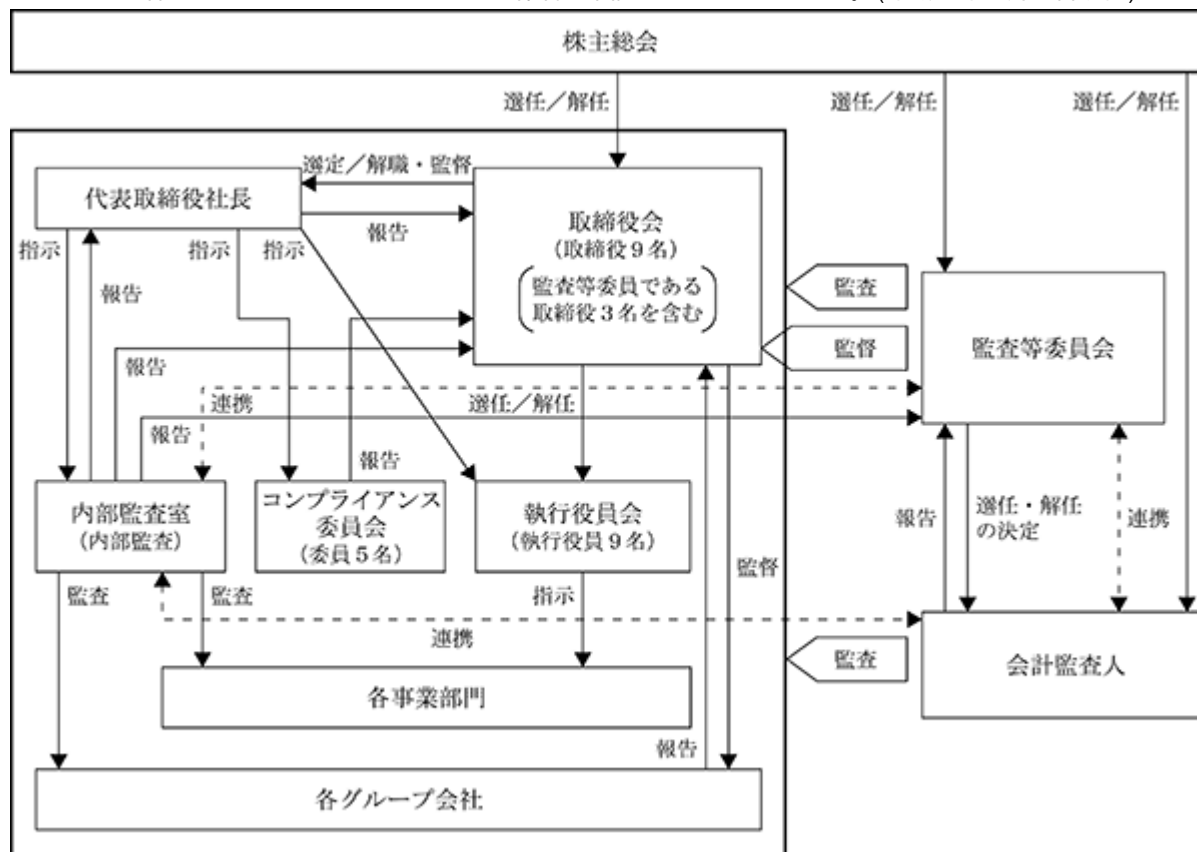 株主総会
選任／解任
選任／解任
選任／解任
選定／解職・監督
代表取締役社長
報告
取締役会
（取締役９名）
監査等委員である
取締役３名を含む
指示
報告
指示
指示
監査
監督
監査等委員会
報告
連携
選任／解任
報告
報告
内部監査室
（内部監査）
コンプライアンス
委員会
（委員５名）
執行役員会
（執行役員９名）
報告
選任・解任
の決定
連携
監査
監査
指示
監督
連携
監査
会計監査人
各事業部門
報告
各グループ会社